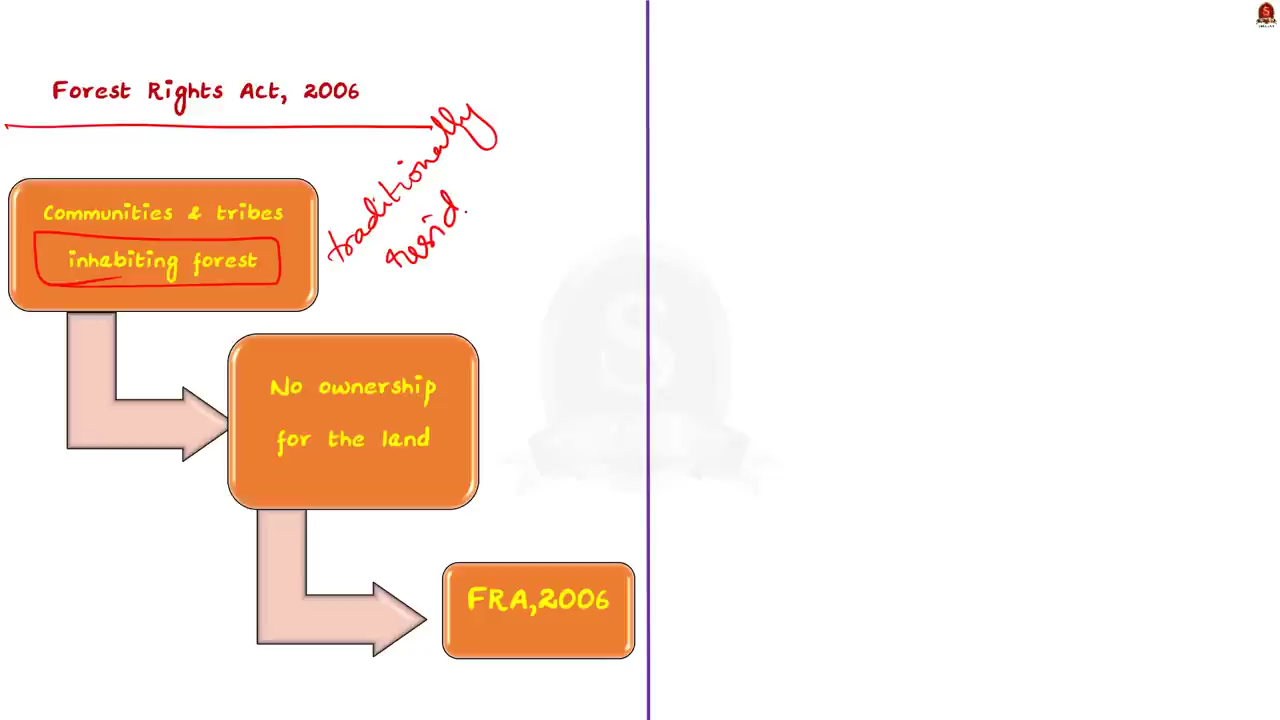 Forest Rights Act, 2006
traditionally
resid.
Communities & tribes
inhabiting forest
No ownership
for the land
FRA,2006